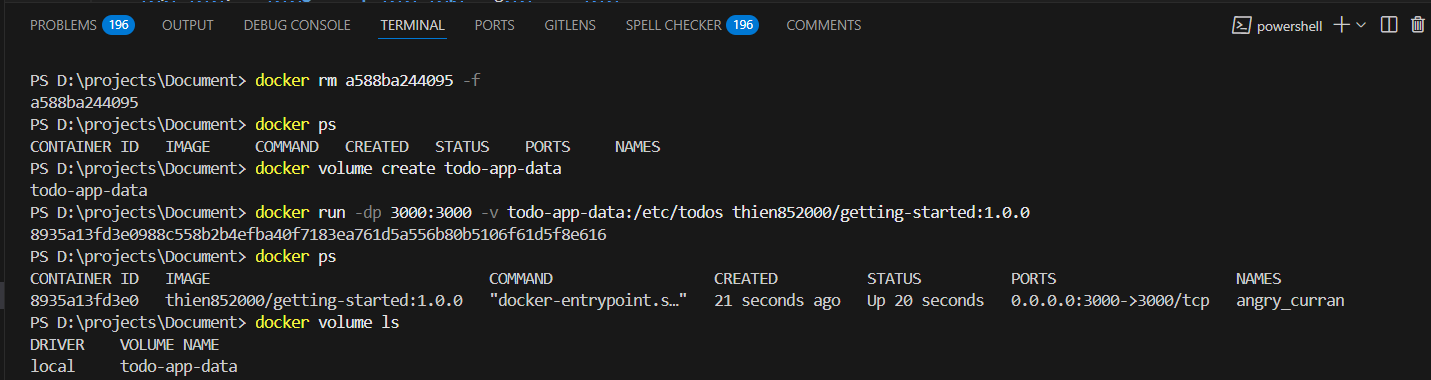 PROBLEMS 196 OUTPUT DEBUG CONSOLE TERMINAL PORTS GITLENS SPELL CHECKER 196 COMMENTS powershell
PS D:\projects\Document> docker rm a588ba244095 -f
a588ba244095
PS D:\projects\Document> docker ps
CONTAINER ID IMAGE COMMAND CREATED STATUS PORTS NAMES
PS D:\projects\Document> docker volume create todo-app-data
todo-app-data
PS D:\projects\Document> docker run -dp 3000:3000 -v todo-app-data:/etc/todos thien852000/getting-started:1.0.0
8935a13fd3e0988c558b2b4efba40f7183ea761d5a556b80b5106f61d5f8e616
PS D:\projects\Document> docker ps
CONTAINER ID IMAGE COMMAND CREATED STATUS PORTS NAMES
8935a13fd3e0 thien852000/getting-started:1.0.0 "docker-entrypoint.s…" 21 seconds ago Up 20 seconds 0.0.0.0:3000->3000/tcp angry_curran
PS D:\projects\Document> docker volume ls
DRIVER VOLUME NAME
local todo-app-data